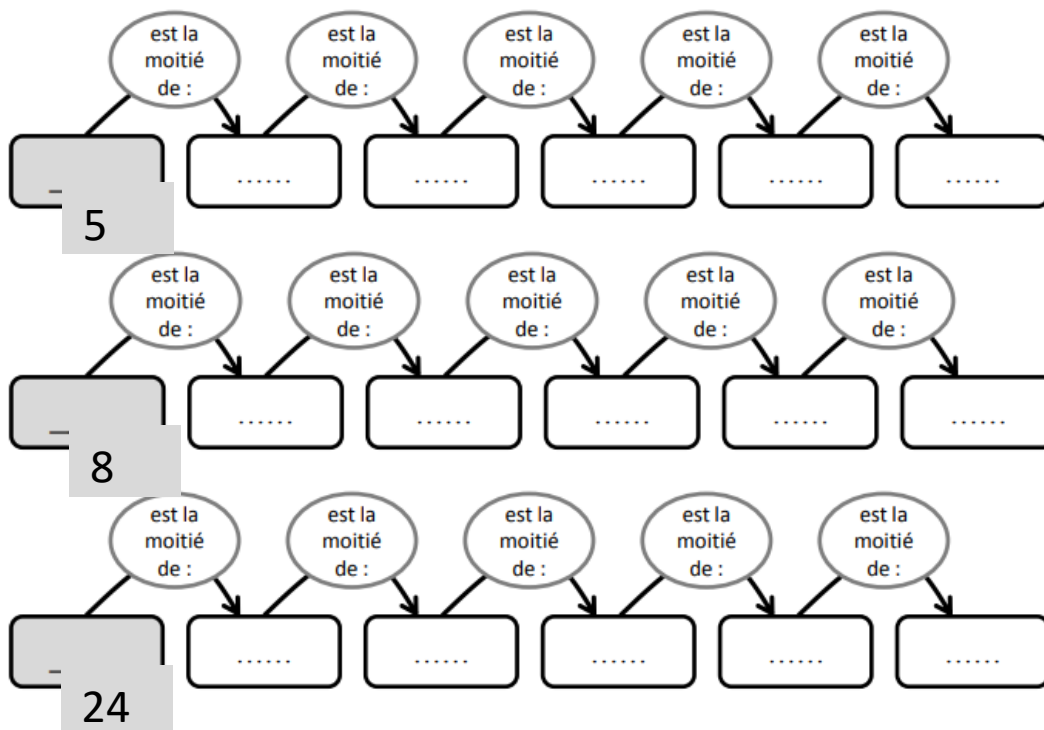 est la est la est la est la est la
moitié moitié moitié moitié moitié
de : de : de : de : de :
_ ...... ...... ...... ...... ......
5
est la est la est la est la est la
moitié moitié moitié moitié moitié
de : de : de : de : de :
_ ...... ...... ...... ...... ......
8
est la est la est la est la est la
moitié moitié moitié moitié moitié
de : de : de : de : de :
_ ...... ...... ...... ...... ......
24